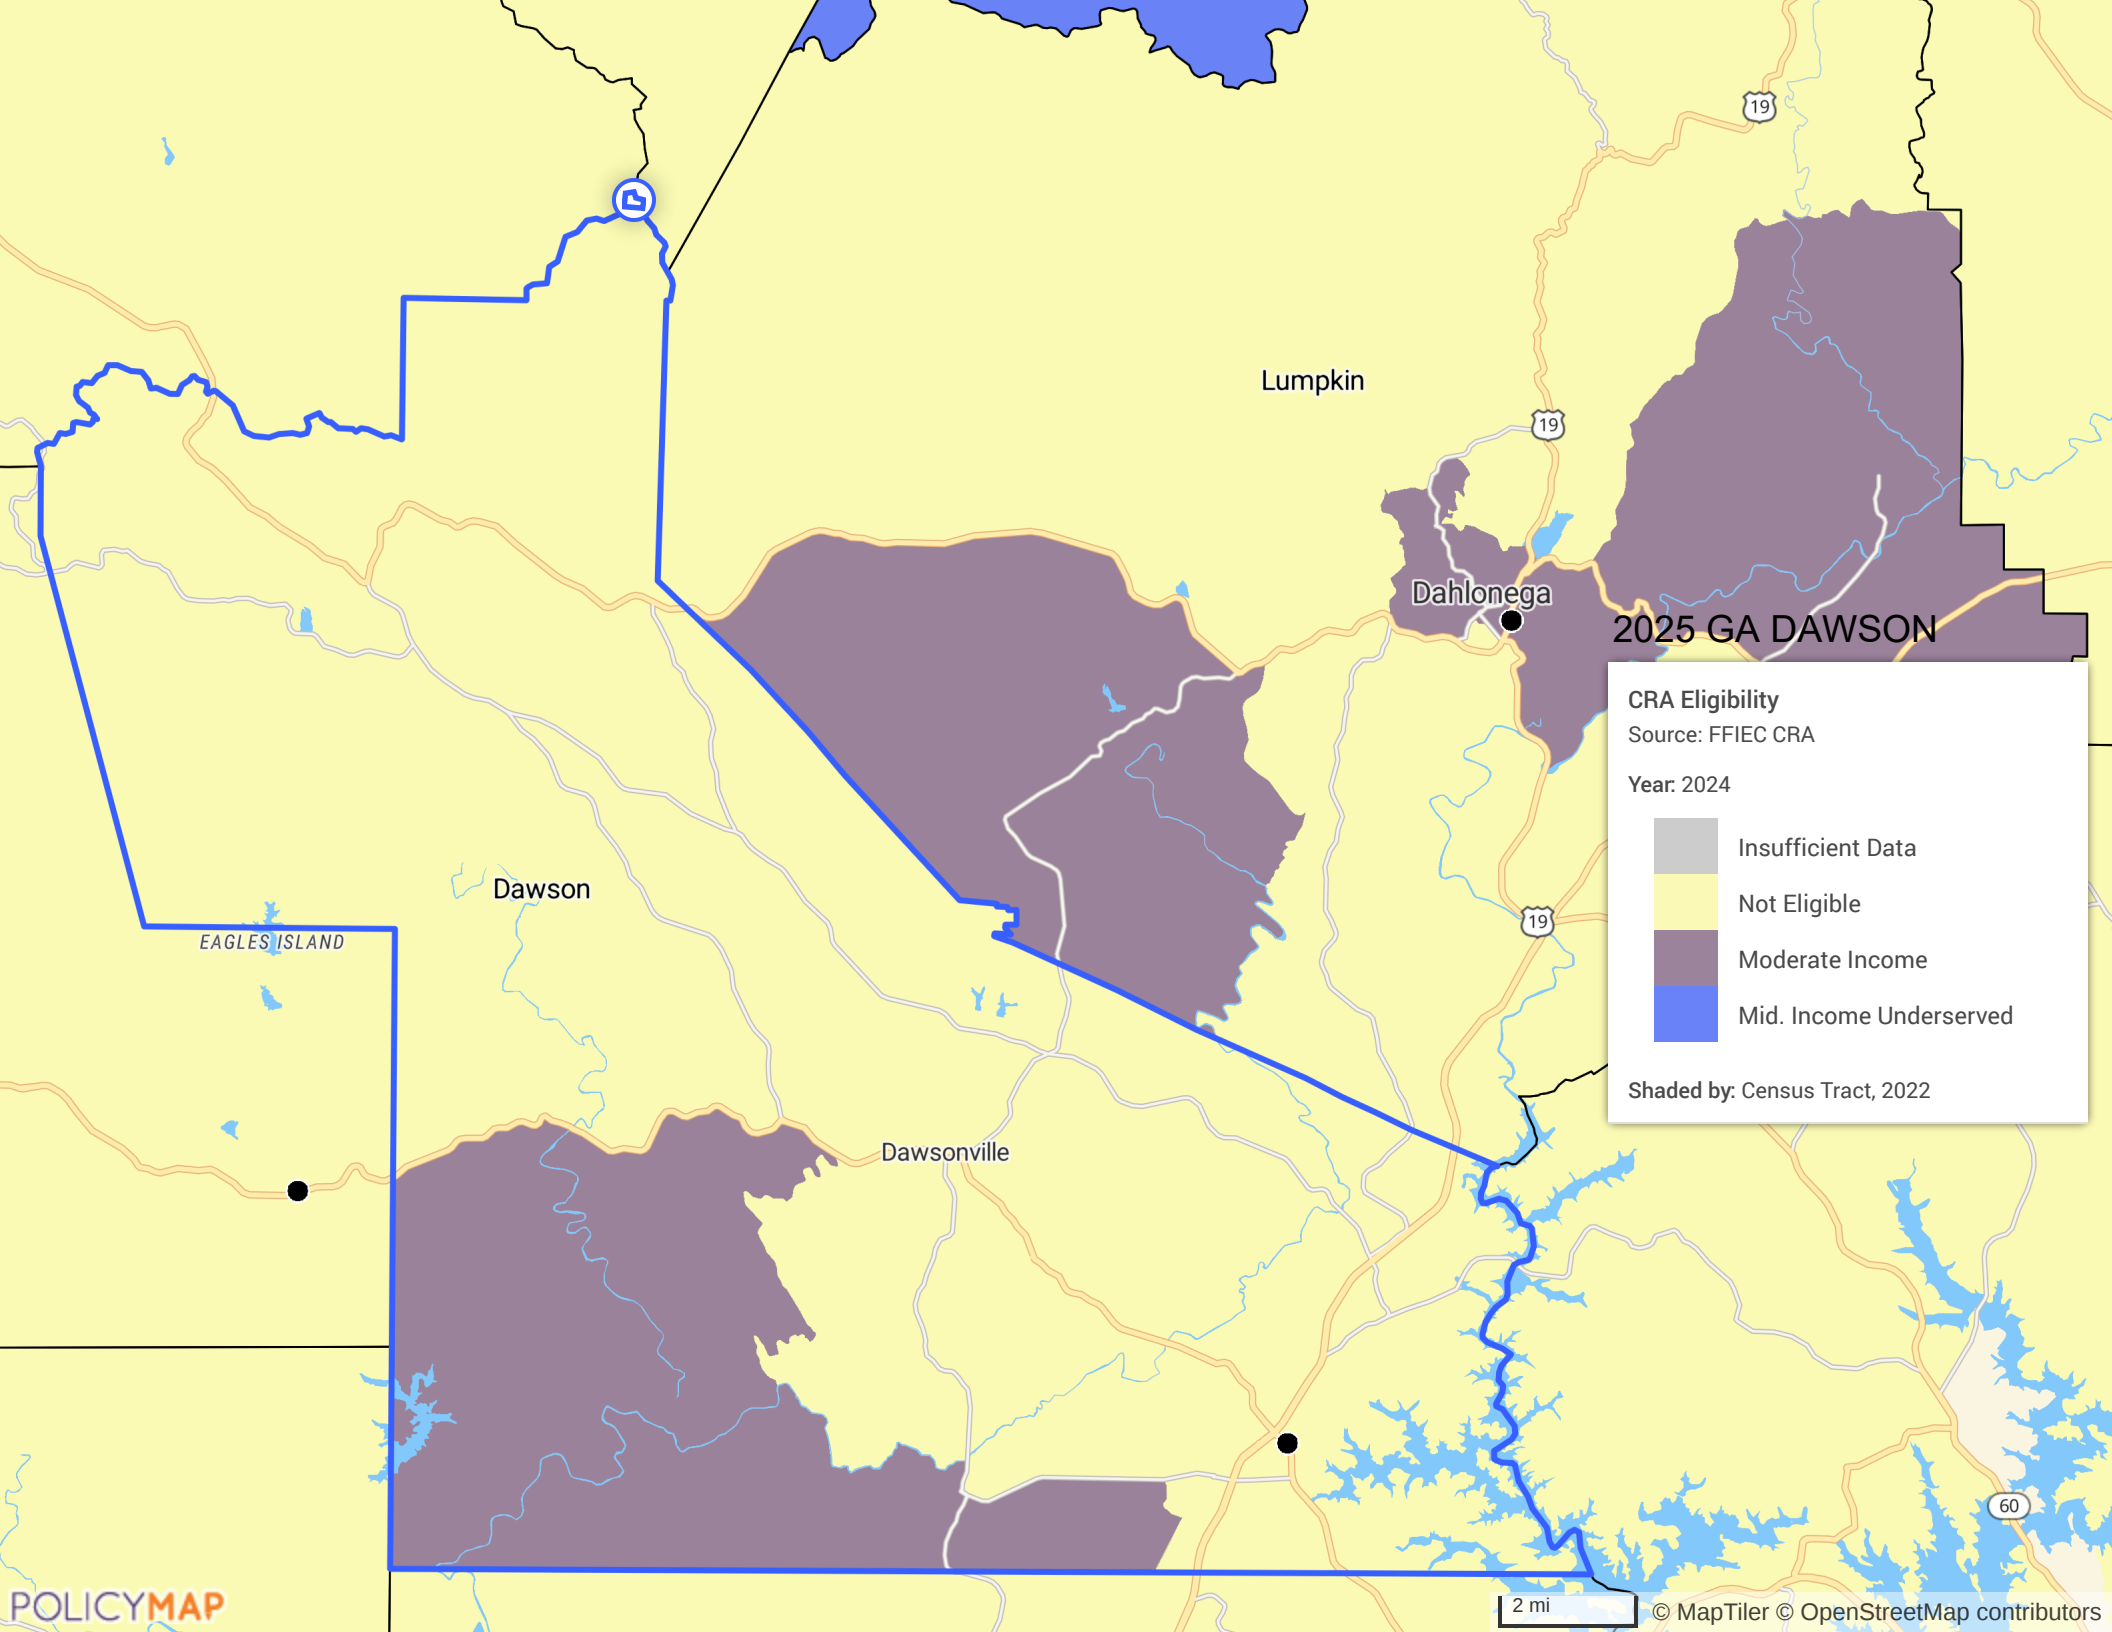 19
Lumpkin
19
Dahlonega
2025 GA DAWSON
CRA Eligibility
Source: FFIEC CRA
Year: 2024
Insufficient Data
Not Eligible
Moderate Income
Mid. Income Underserved
Shaded by: Census Tract, 2022
Dawson
19
EAGLES ISLAND
Dawsonville
60
POLICYMAP
2 mi
© MapTiler © OpenStreetMap contributors